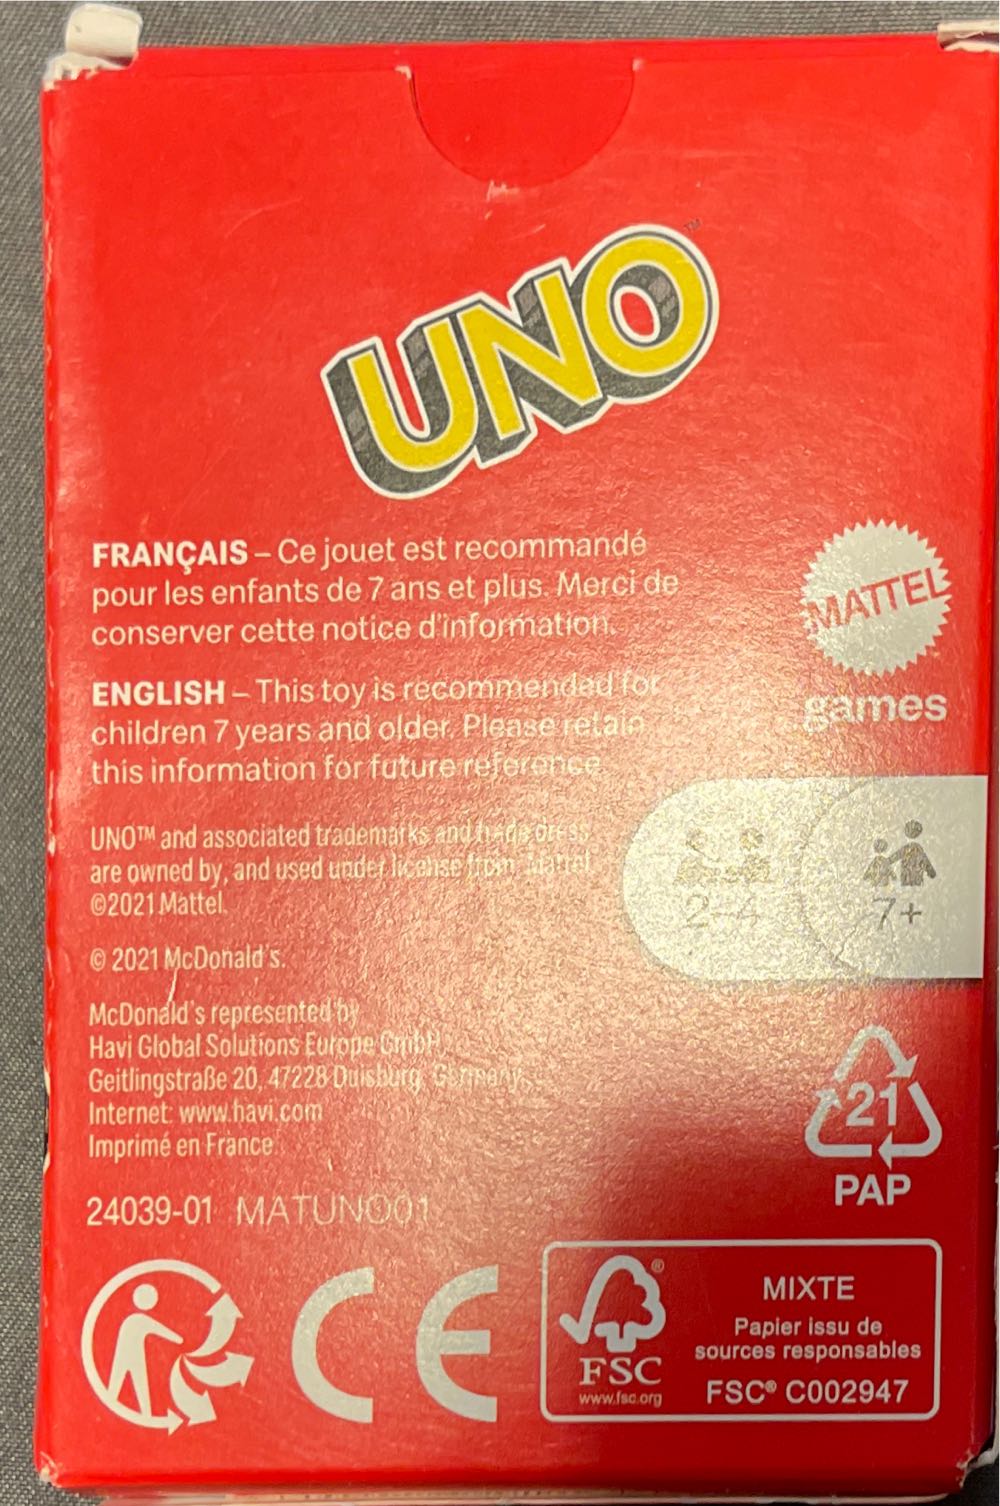 UNO™
FRANÇAIS – Ce jouet est recommandé
pour les enfants de 7 ans et plus. Merci de
conserver cette notice d'information.
ENGLISH – This toy is recommended for
children 7 years and older. Please retain
this information for future reference.
MATTEL
games
UNO™ and associated trademarks and trade dress
are owned by, and used under license from, Mattel
©2021 Mattel.
2-4
7+
© 2021 McDonald's.
McDonald's represented by
Havi Global Solutions Europe GmbH
Geitlingstraße 20, 47228 Duisburg, Germany
Internet: www.havi.com
Imprimé en France
24039-01 MATUNO01
21
PAP
CE
FSC®
www.fsc.org
MIXTE
Papier issu de
sources responsables
FSC® C002947